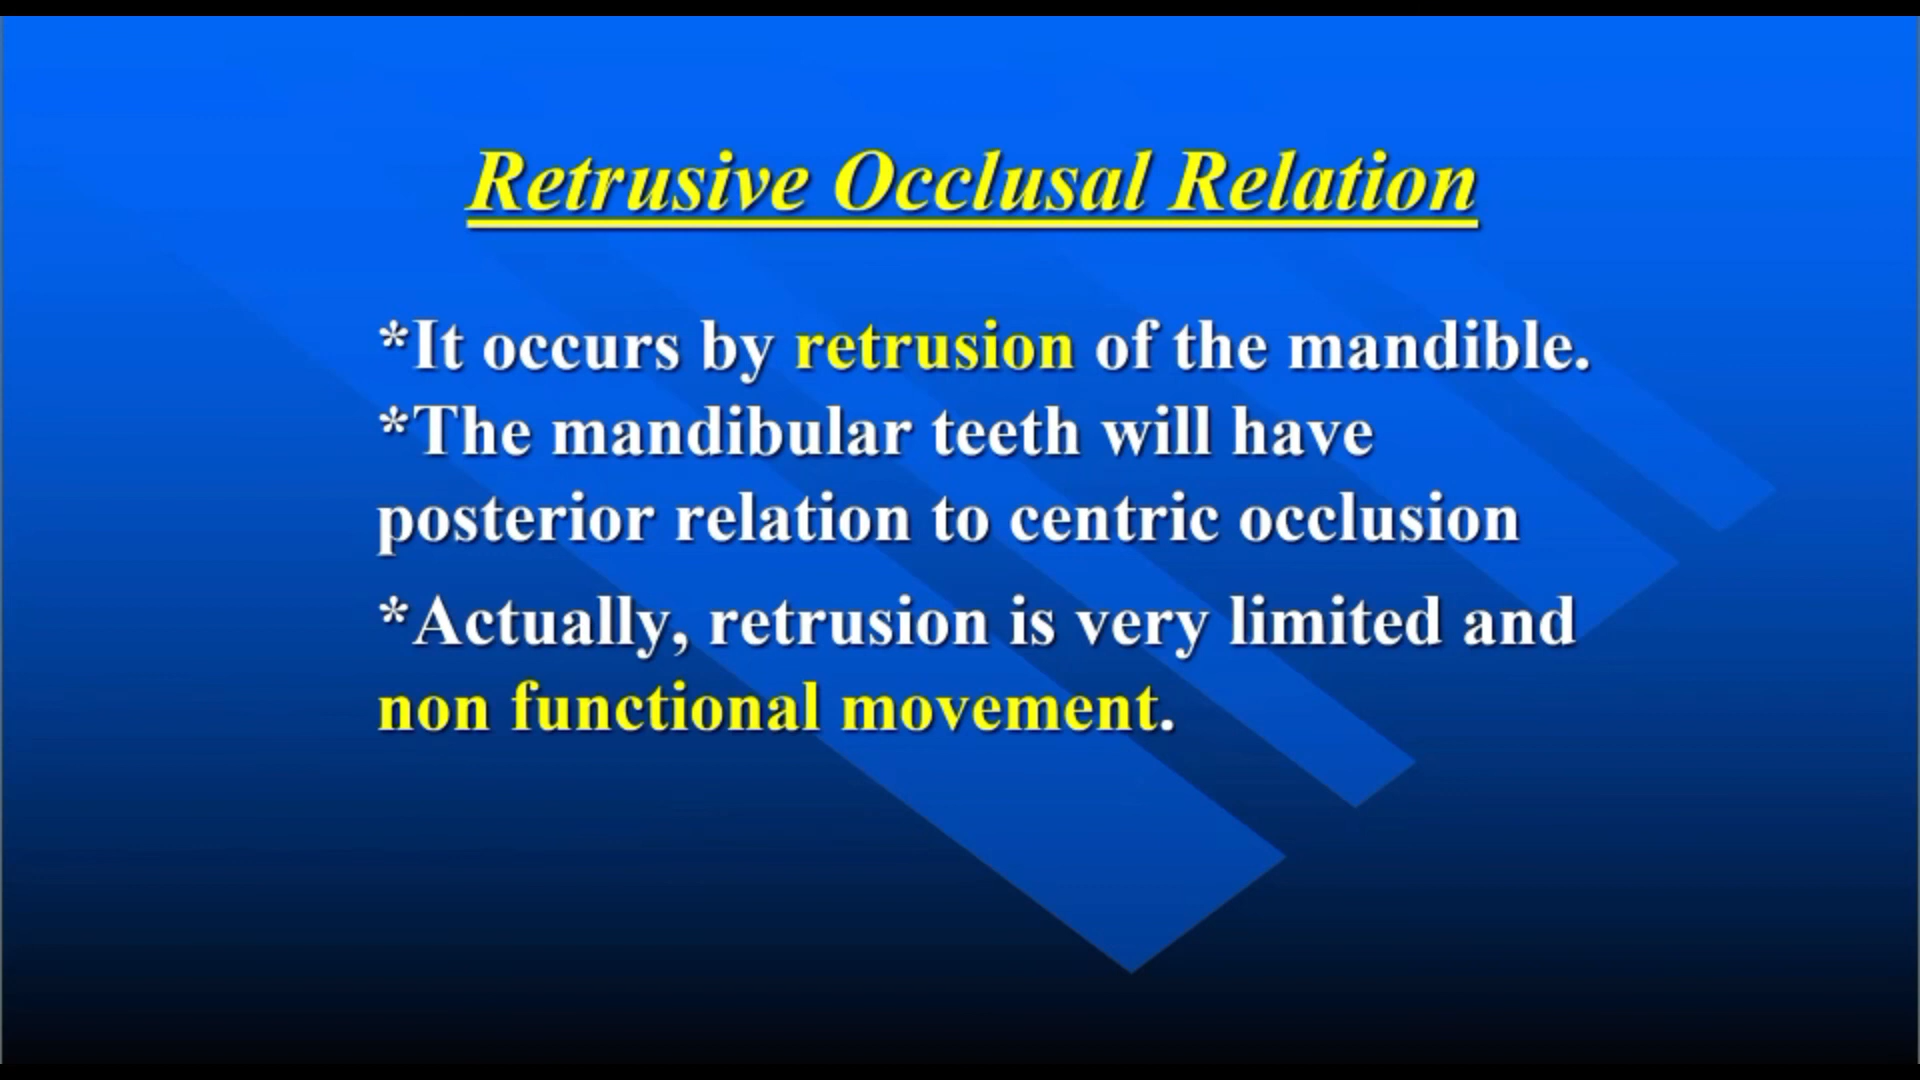 Retrusive Occlusal Relation
*It occurs by retrusion of the mandible.
*The mandibular teeth will have
posterior relation to centric occlusion
*Actually, retrusion is very limited and
non functional movement.